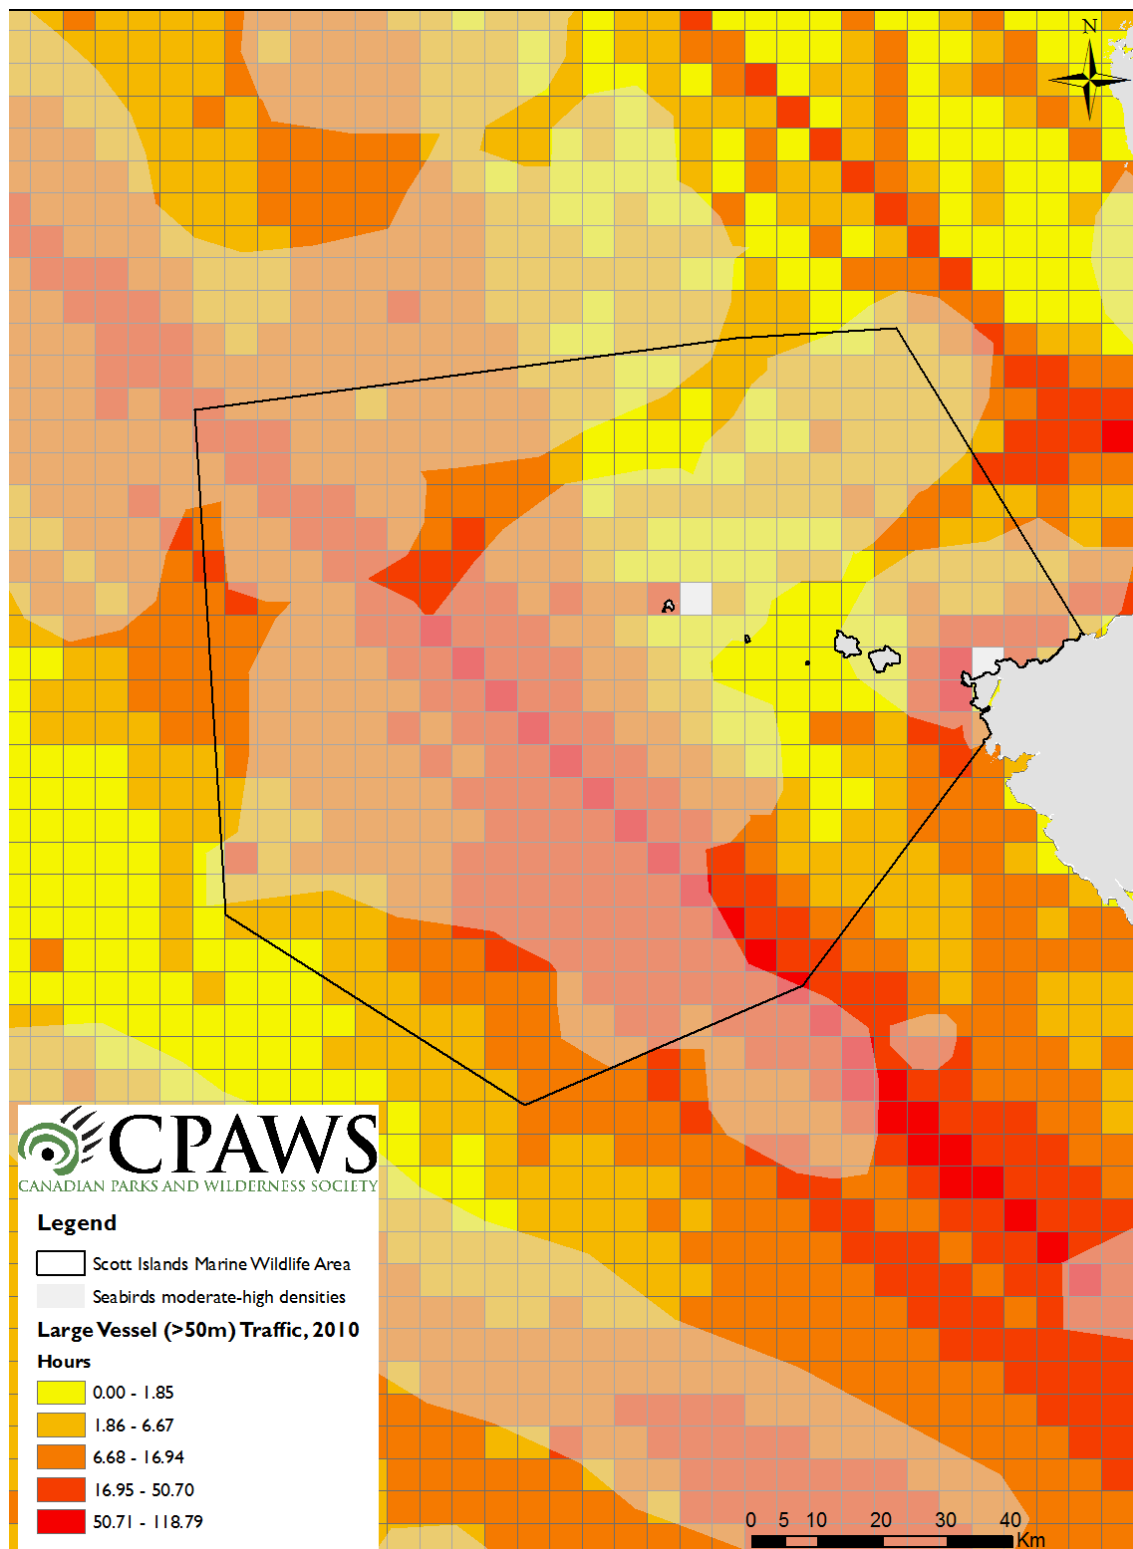 N
CPAWS
CANADIAN PARKS AND WILDERNESS SOCIETY
Legend
Scott Islands Marine Wildlife Area
Seabirds moderate-high densities
Large Vessel (>50m) Traffic, 2010
Hours
0.00 - 1.85
1.86 - 6.67
6.68 - 16.94
16.95 - 50.70
50.71 - 118.79
0 5 10 20 30 40
Km